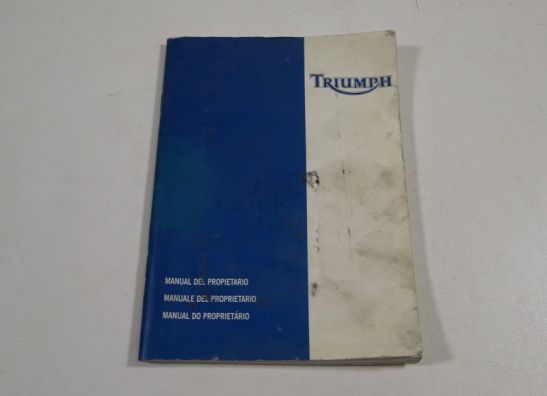 TRIUMPH
MANUAL DEL PROPIETARIO
MANUALE DEL PROPRIETARIO
MANUAL DO PROPRIETÁRIO